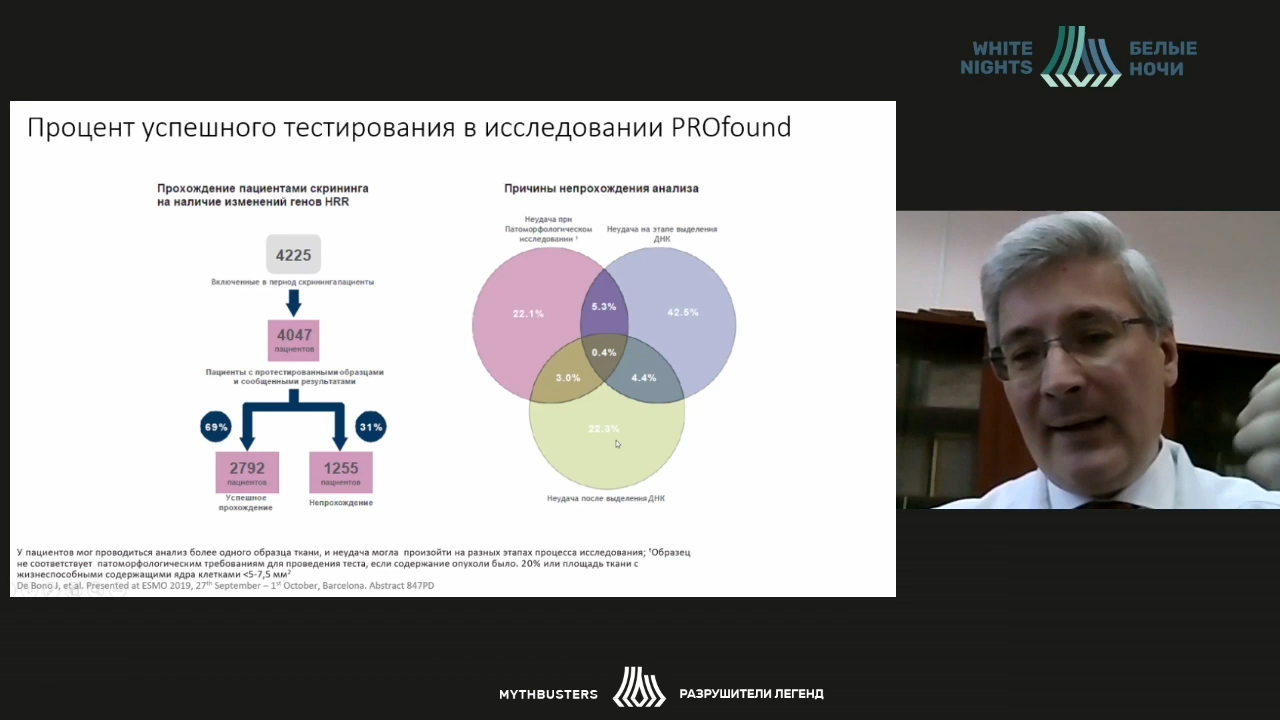 WHITE
NIGHTS
БЕЛЫЕ
НОЧИ
Процент успешного тестирования в исследовании PROfound
Прохождение пациентами скрининга
на наличие изменений генов HRR
4225
Включенные в период скринингапациенты
4047
пациентов
Пациенты с протестированными образцами
и сообщенными результатами
69%
31%
2792
пациентов
Успешное
прохождение
1255
пациентов
Непрохождение
Причины непрохождения анализа
Неудача при
Патоморфологическом
исследовании ¹
Неудача на этапе выделения
ДНК
22.1%
5.3%
42.5%
0.4%
3.0%
4.4%
22.3%
Неудача после выделения ДНК
У пациентов мог проводиться анализ более одного образца ткани, и неудача могла произойти на разных этапах процесса исследования; ¹Образец
не соответствует патоморфологическим требованиям для проведения теста, если содержание опухоли было. 20% или площадь ткани с
жизнеспособными содержащими ядра клетками <5-7,5 мм²
De Bono J, et al. Presented at ESMO 2019, 27th September – 1st October, Barcelona. Abstract 847PD
MYTHBUSTERS
РАЗРУШИТЕЛИ ЛЕГЕНД